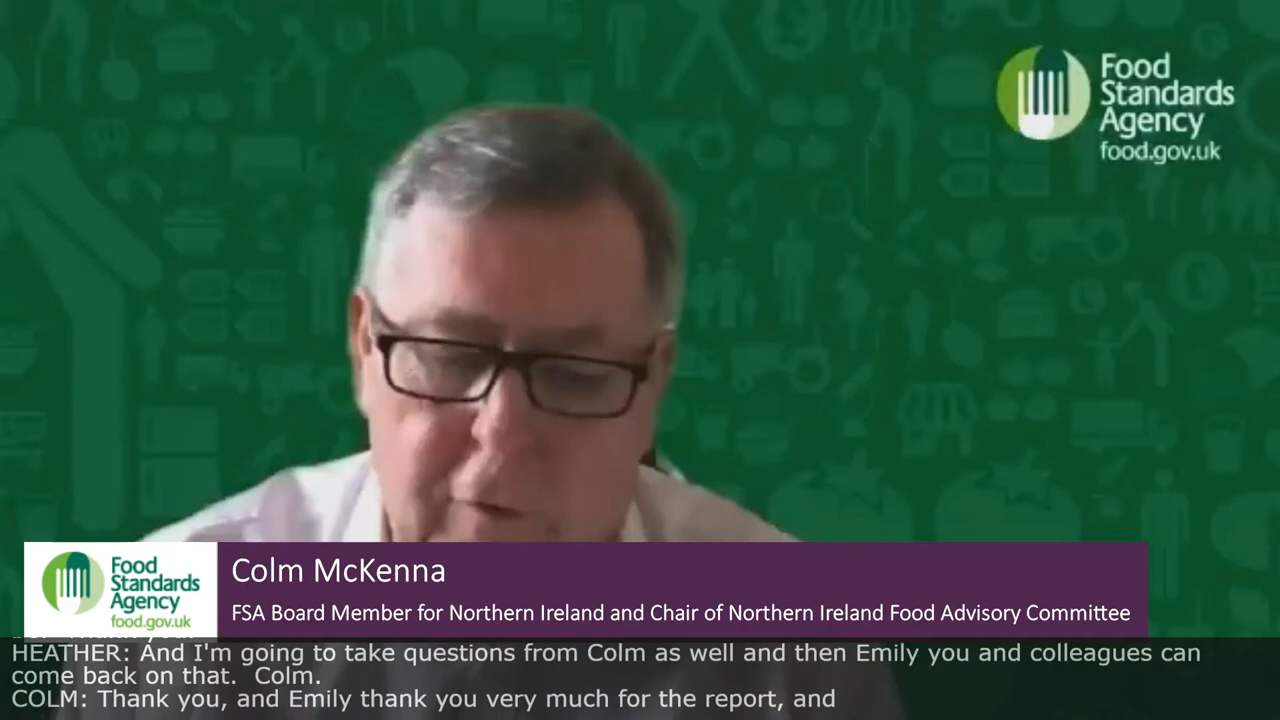 Food
Standards
Agency
food.gov.uk
Food
Standards
Agency
food.gov.uk
Colm McKenna
FSA Board Member for Northern Ireland and Chair of Northern Ireland Food Advisory Committee
HEATHER: And I'm going to take questions from Colm as well and then Emily you and colleagues can
come back on that.  Colm.
COLM: Thank you, and Emily thank you very much for the report, and